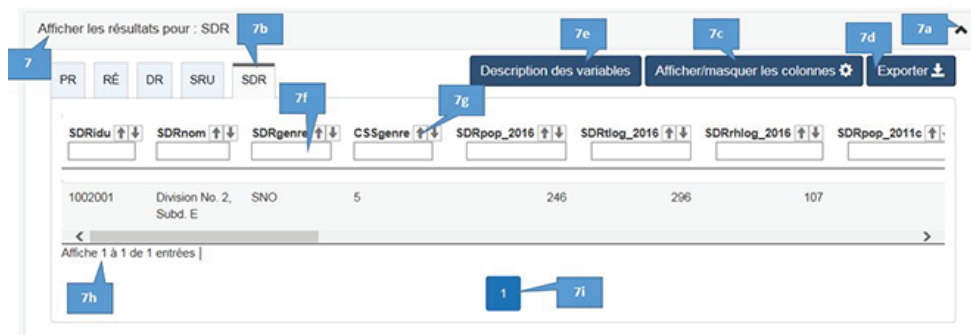 Afficher les résultats pour : SDR
7b
7a
7
7e
7c
7d
PR RÉ DR SRU SDR
Description des variables
Afficher/masquer les colonnes
Exporter
7f
7g
SDRidu SDRnom SDRgenre CSSgenre SDRpop_2016 SDRtlog_2016 SDRrhlog_2016 SDRpop_2011c
1002001 Division No. 2, SNO 5 246 296 107
Subd. E
Affiche 1 à 1 de 1 entrées |
7h
1
7i